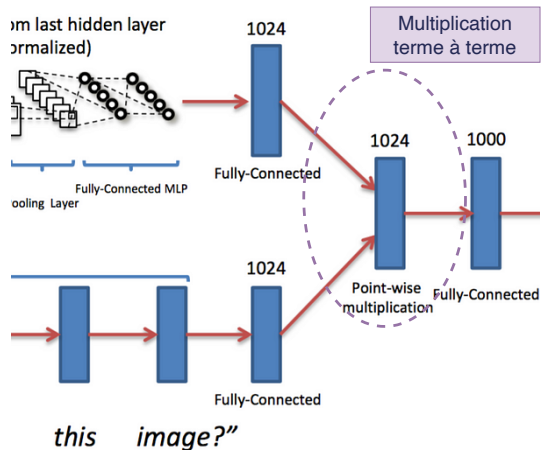 om last hidden layer
ormalized)
1024
Multiplication
terme à terme
Fully-Connected MLP
ooling Layer
Fully-Connected
1024
1000
Point-wise
multiplication
Fully-Connected
1024
Fully-Connected
this image?”